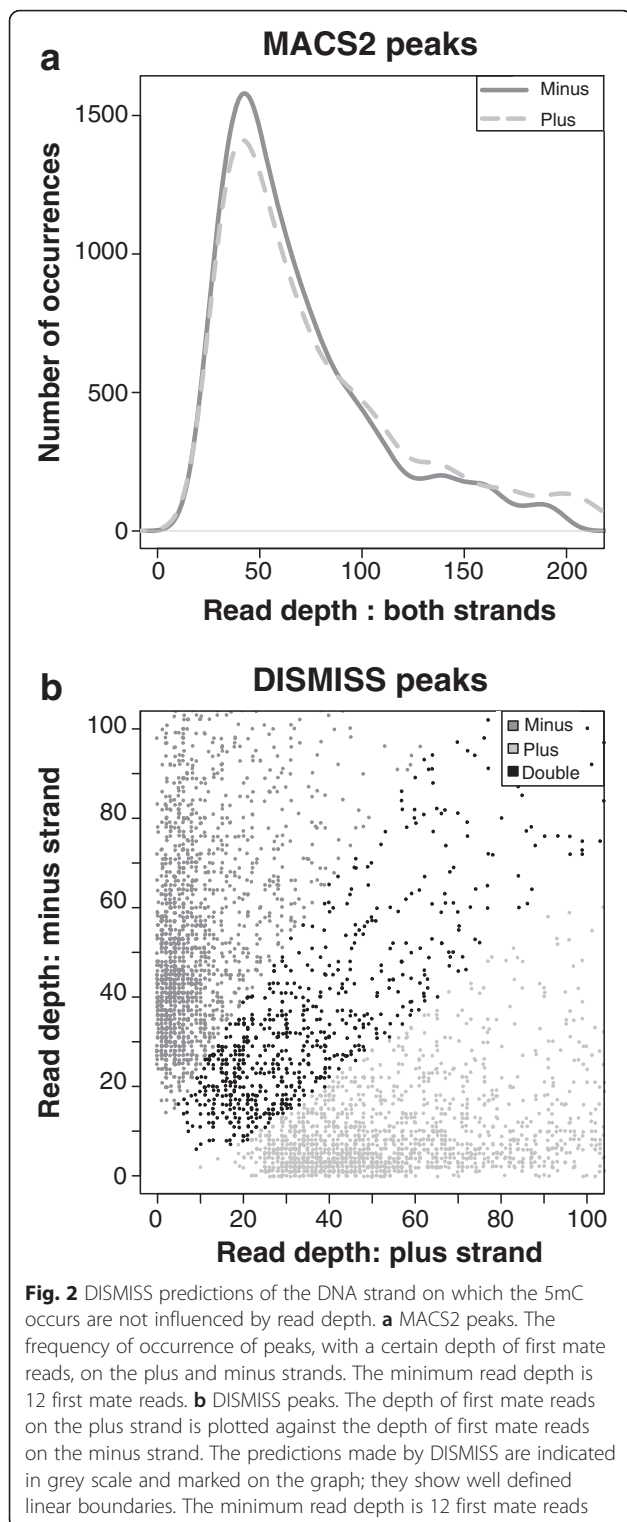 a
MACS2 peaks
Minus
Plus
1500
1000
500
0
Number of occurrences
0 50 100 150 200
Read depth : both strands
b
DISMISS peaks
Minus
Plus
Double
100
80
60
40
20
0
Read depth: minus strand
0 20 40 60 80 100
Read depth: plus strand
Fig. 2 DISMISS predictions of the DNA strand on which the 5mC
occurs are not influenced by read depth. a MACS2 peaks. The
frequency of occurrence of peaks, with a certain depth of first mate
reads, on the plus and minus strands. The minimum read depth is
12 first mate reads. b DISMISS peaks. The depth of first mate reads
on the plus strand is plotted against the depth of first mate reads
on the minus strand. The predictions made by DISMISS are indicated
in grey scale and marked on the graph; they show well defined
linear boundaries. The minimum read depth is 12 first mate reads